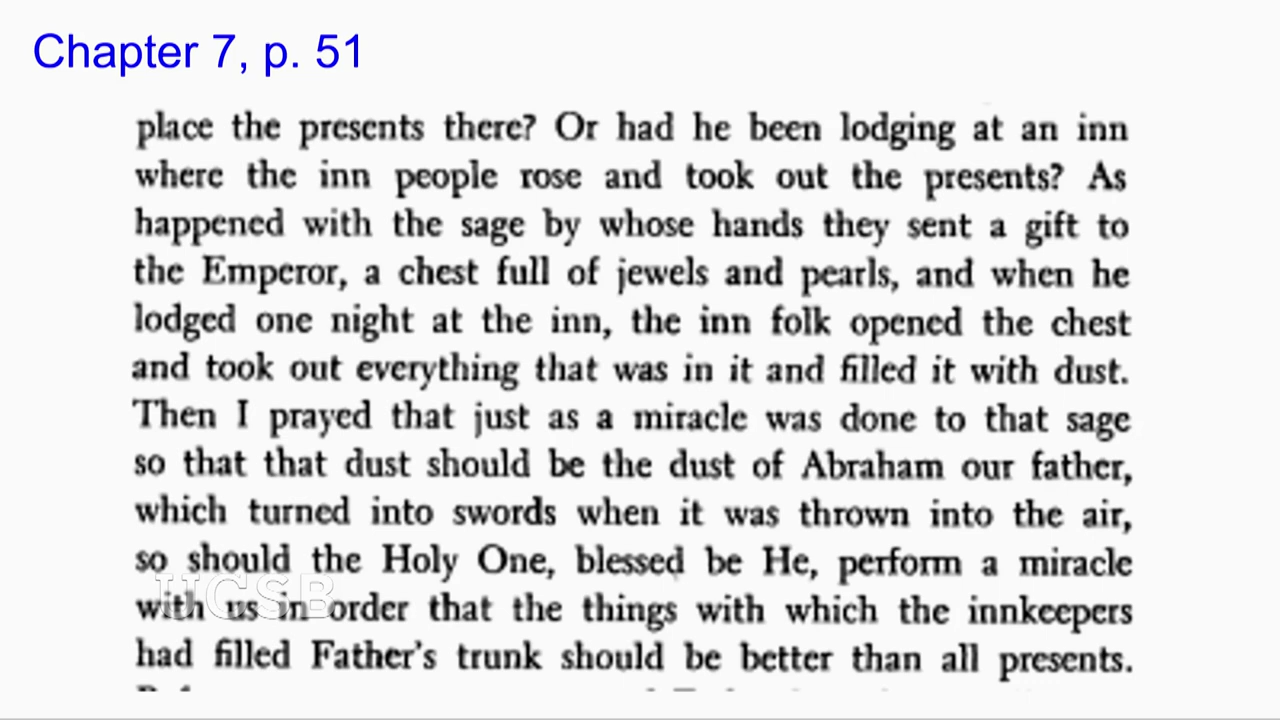 Chapter 7, p. 51
place the presents there? Or had he been lodging at an inn
where the inn people rose and took out the presents? As
happened with the sage by whose hands they sent a gift to
the Emperor, a chest full of jewels and pearls, and when he
lodged one night at the inn, the inn folk opened the chest
and took out everything that was in it and filled it with dust.
Then I prayed that just as a miracle was done to that sage
so that that dust should be the dust of Abraham our father,
which turned into swords when it was thrown into the air,
so should the Holy One, blessed be He, perform a miracle
UCSB
with us in order that the things with which the innkeepers
had filled Father's trunk should be better than all presents.